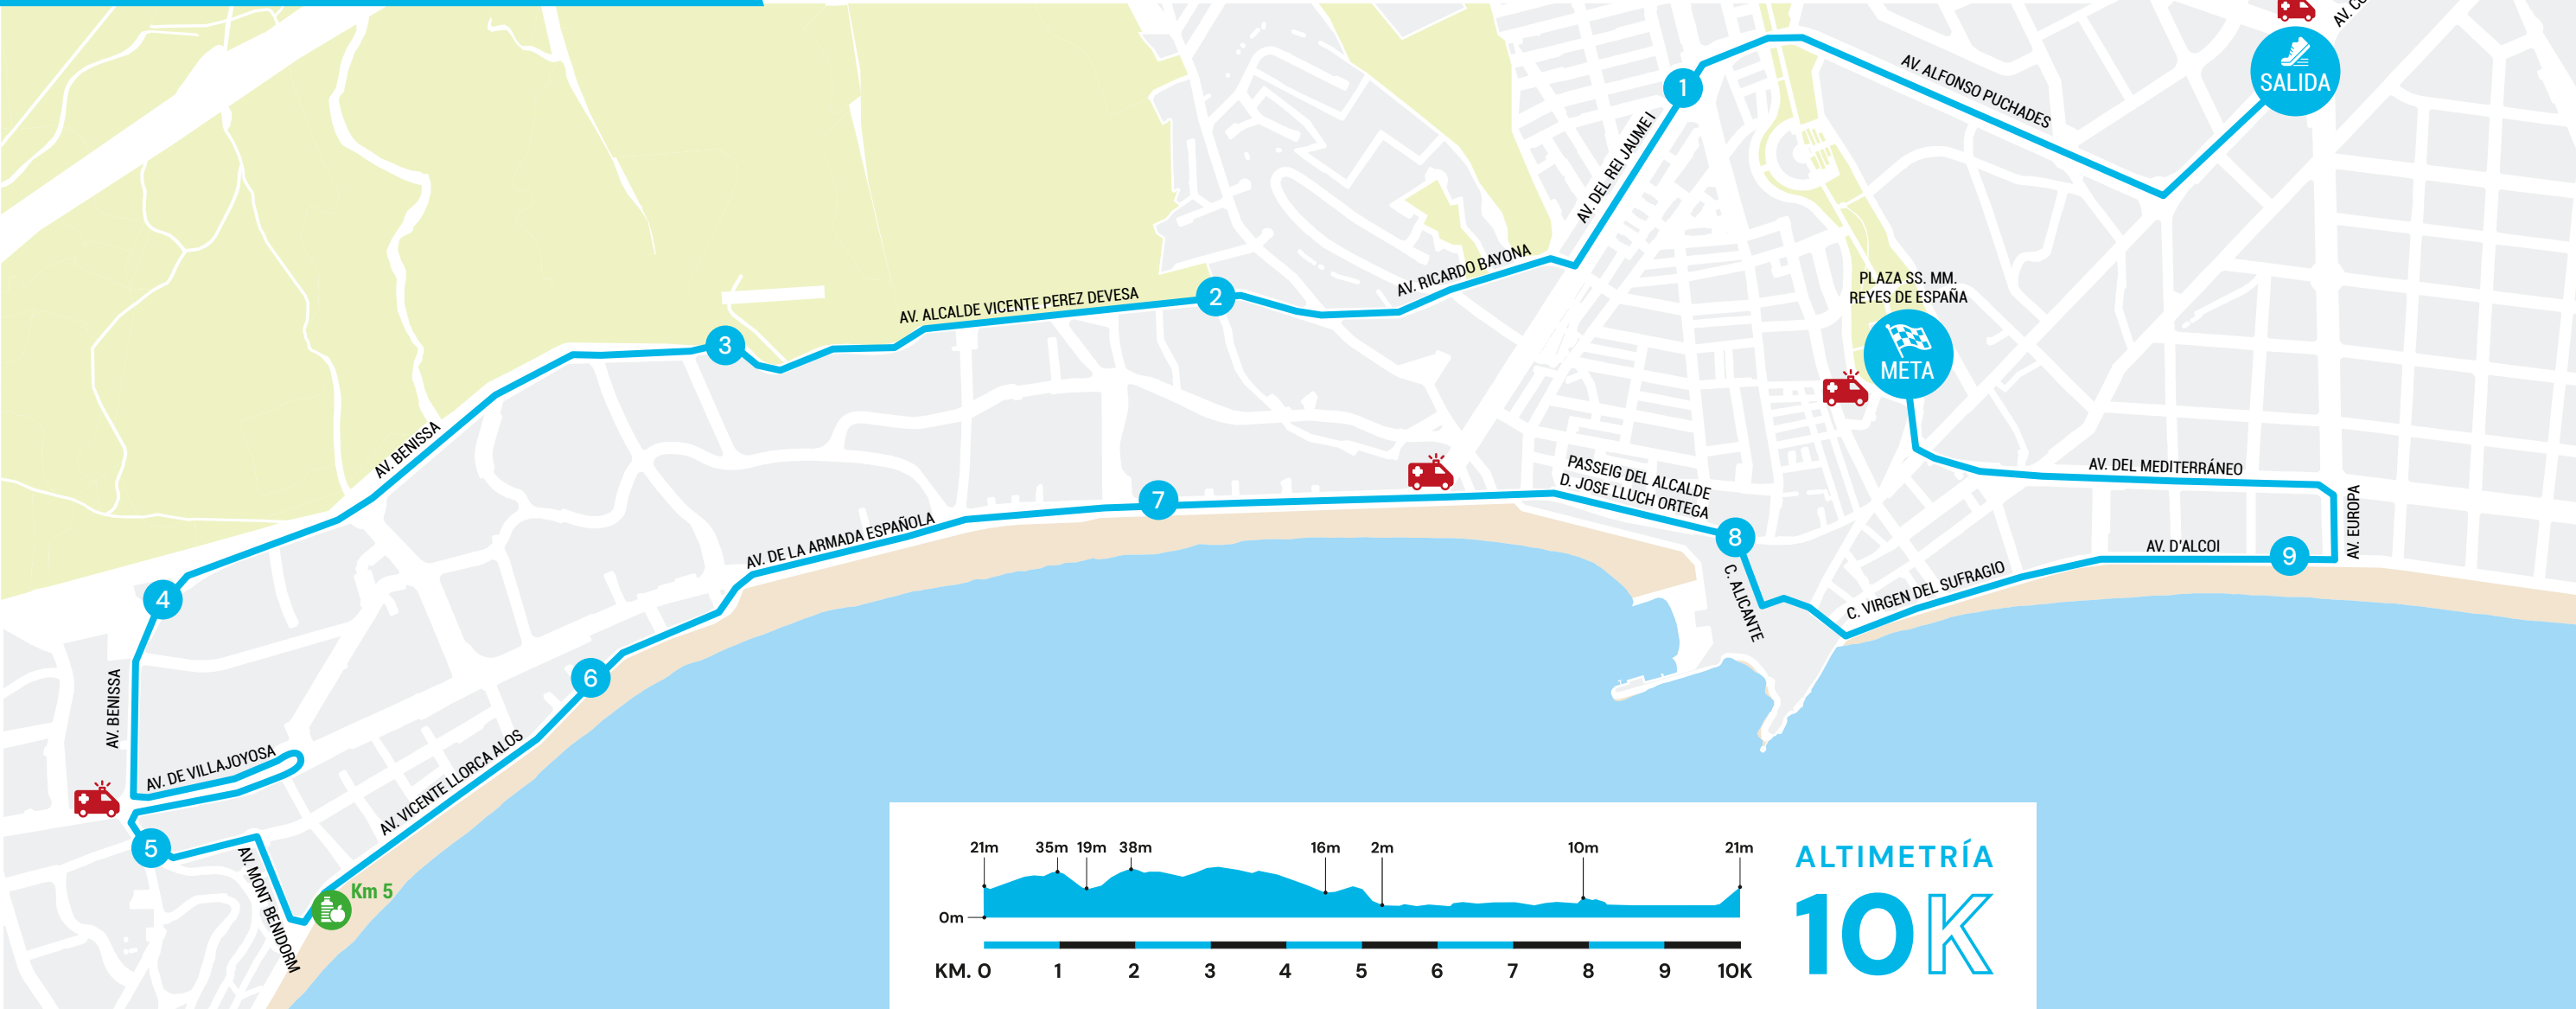 AV. CO
SALIDA
AV. ALFONSO PUCHADES
1
AV. DEL REI JAUME I
AV. RICARDO BAYONA
2
AV. ALCALDE VICENTE PEREZ DEVESA
3
AV. BENISSA
4
AV. BENISSA
AV. DE VILLAJOYOSA
5
AV. MONT BENIDORM
Km 5
AV. VICENTE LLORCA ALOS
6
AV. DE LA ARMADA ESPAÑOLA
7
PASSEIG DEL ALCALDE
D. JOSE LLUCH ORTEGA
8
C. ALICANTE
C. VIRGEN DEL SUFRAGIO
AV. D'ALCOI
9
AV. EUROPA
AV. DEL MEDITERRÁNEO
PLAZA SS. MM.
REYES DE ESPAÑA
META
21m 35m 19m 38m 16m 2m 10m 21m
0m
KM. 0 1 2 3 4 5 6 7 8 9 10K
ALTIMETRÍA
10K